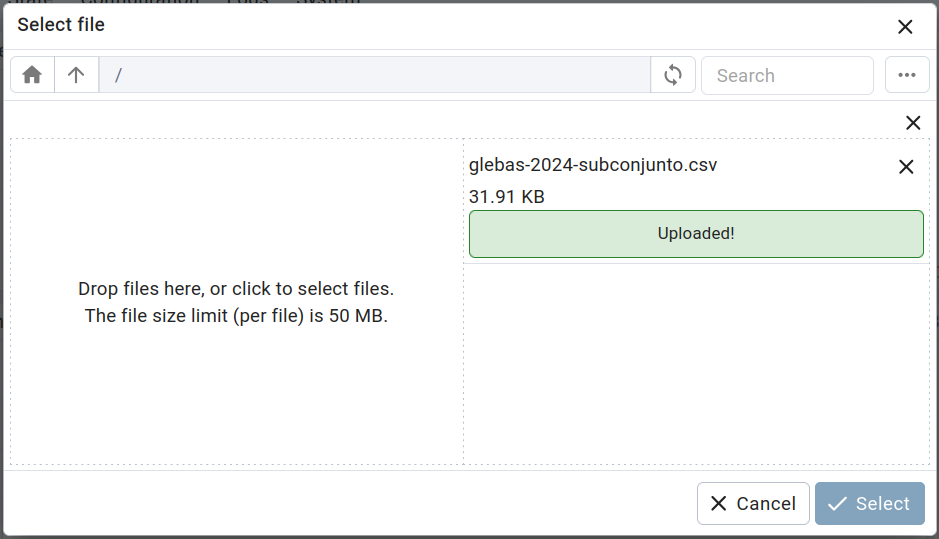 Select file
/
Search
glebas-2024-subconjunto.csv
31.91 KB
Uploaded!
Drop files here, or click to select files.
The file size limit (per file) is 50 MB.
Cancel
Select